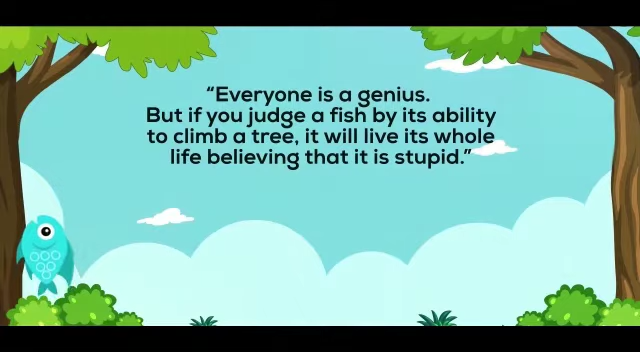 “Everyone is a genius.
But if you judge a fish by its ability
to climb a tree, it will live its whole
life believing that it is stupid.”